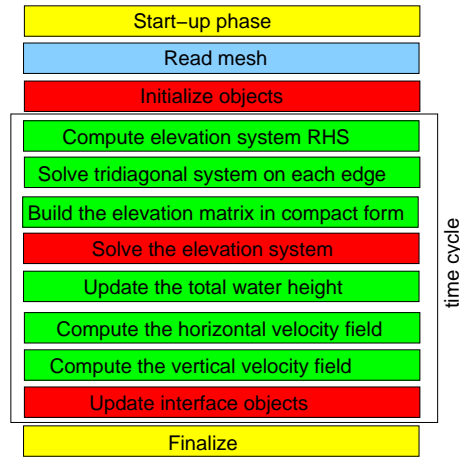 Start−up phase
Read mesh
Initialize objects
Compute elevation system RHS
Solve tridiagonal system on each edge
Build the elevation matrix in compact form
Solve the elevation system
Update the total water height
Compute the horizontal velocity field
Compute the vertical velocity field
Update interface objects
Finalize
time cycle